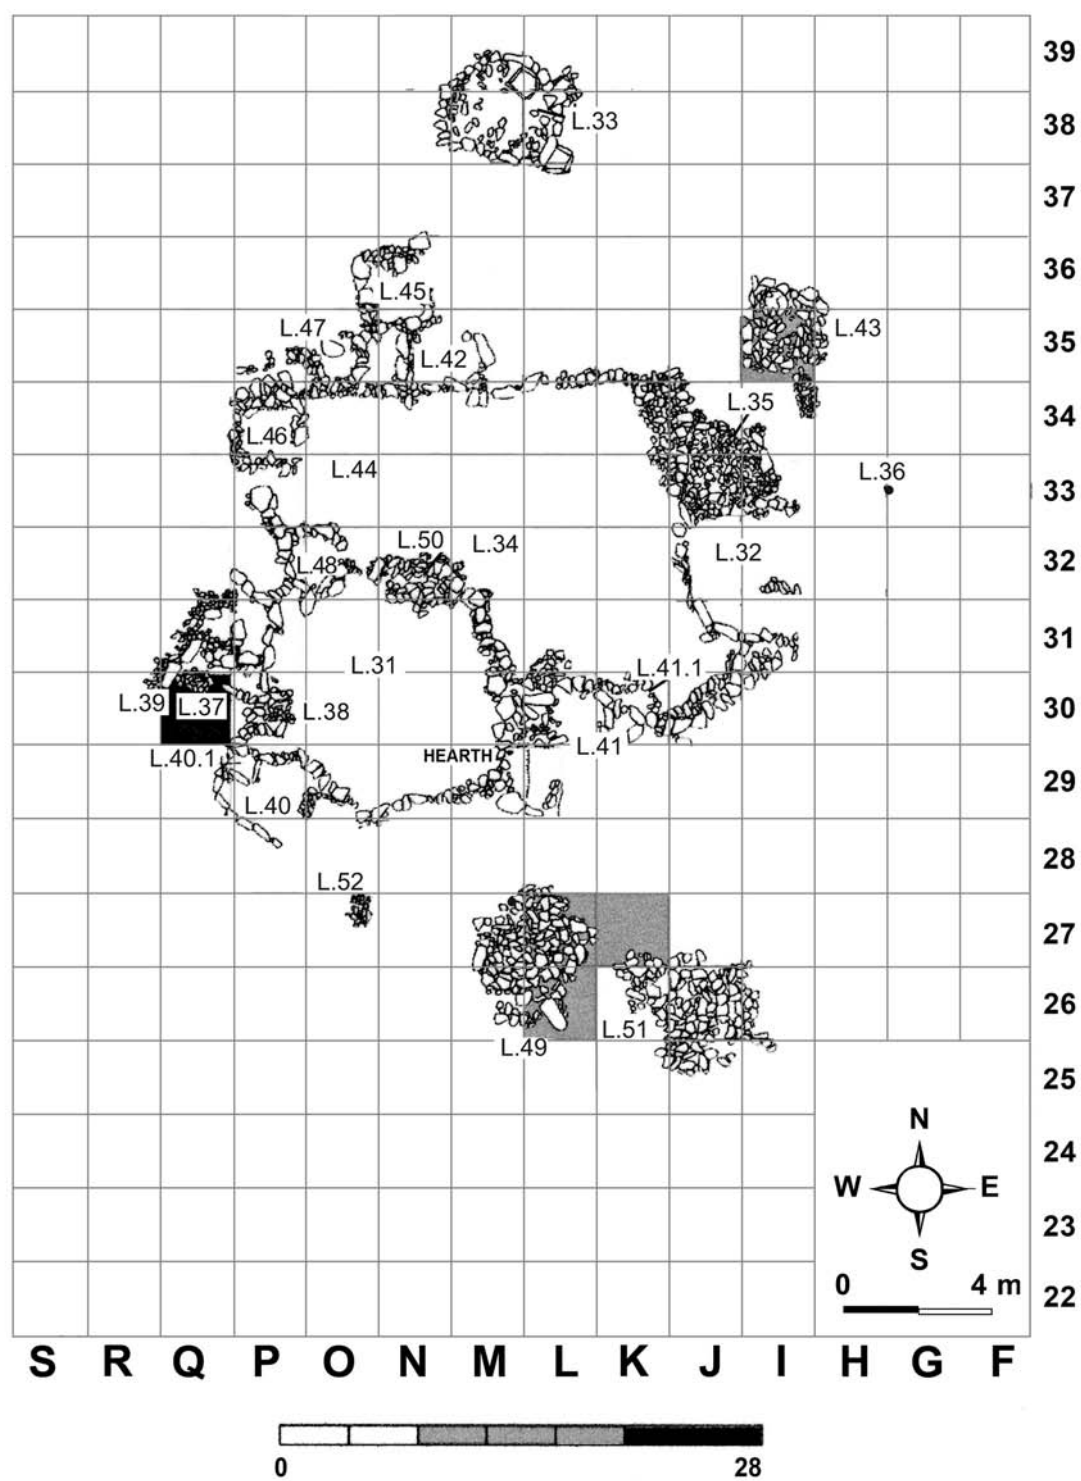 39
L.33
38
37
36
L.45
L.47
L.43
35
L.42
L.35
34
L.46
L.44
L.36
33
L.50
L.34
L.32
32
L.48
31
L.31
L.41.1
L.39
L.37
L.38
30
L.41
L.40.1
HEARTH
29
L.40
28
L.52
27
26
L.51
L.49
25
N
24
W E
23
S
0 4 m
22
S R Q P O N M L K J I H G F
0 28